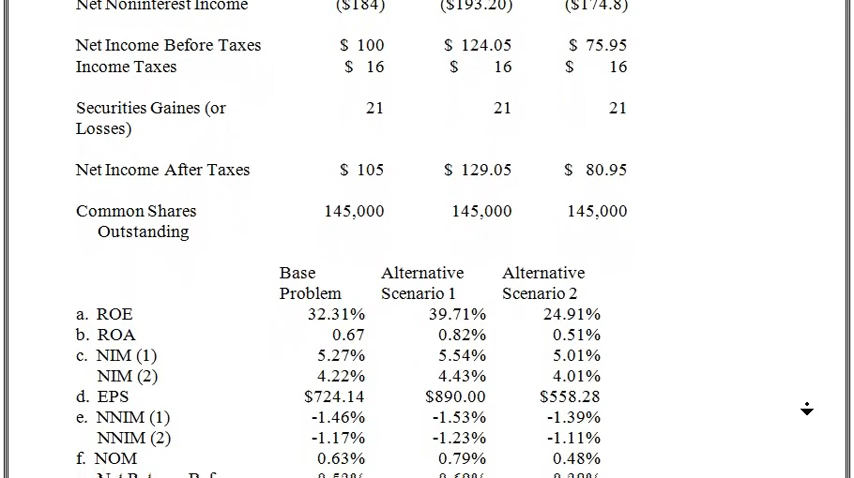 Net Noninterest Income ($184) ($193.20) ($174.8)
Net Income Before Taxes $ 100 $ 124.05 $ 75.95
Income Taxes $ 16 $ 16 $ 16
Securities Gaines (or 21 21 21
Losses)
Net Income After Taxes $ 105 $ 129.05 $ 80.95
Common Shares 145,000 145,000 145,000
Outstanding
Base Alternative Alternative
Problem Scenario 1 Scenario 2
a. ROE 32.31% 39.71% 24.91%
b. ROA 0.67 0.82% 0.51%
c. NIM (1) 5.27% 5.54% 5.01%
NIM (2) 4.22% 4.43% 4.01%
d. EPS $724.14 $890.00 $558.28
e. NNIM (1) -1.46% -1.53% -1.39%
NNIM (2) -1.17% -1.23% -1.11%
f. NOM 0.63% 0.79% 0.48%